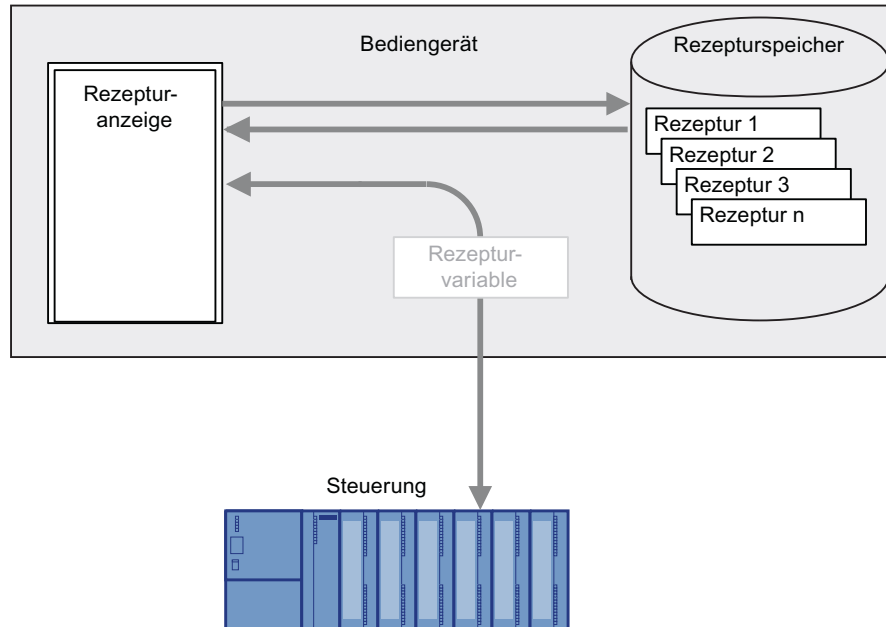 Bediengerät
Rezepturspeicher
Rezeptur-
anzeige
Rezeptur 1
Rezeptur 2
Rezeptur 3
Rezeptur n
Rezeptur-
variable
Steuerung